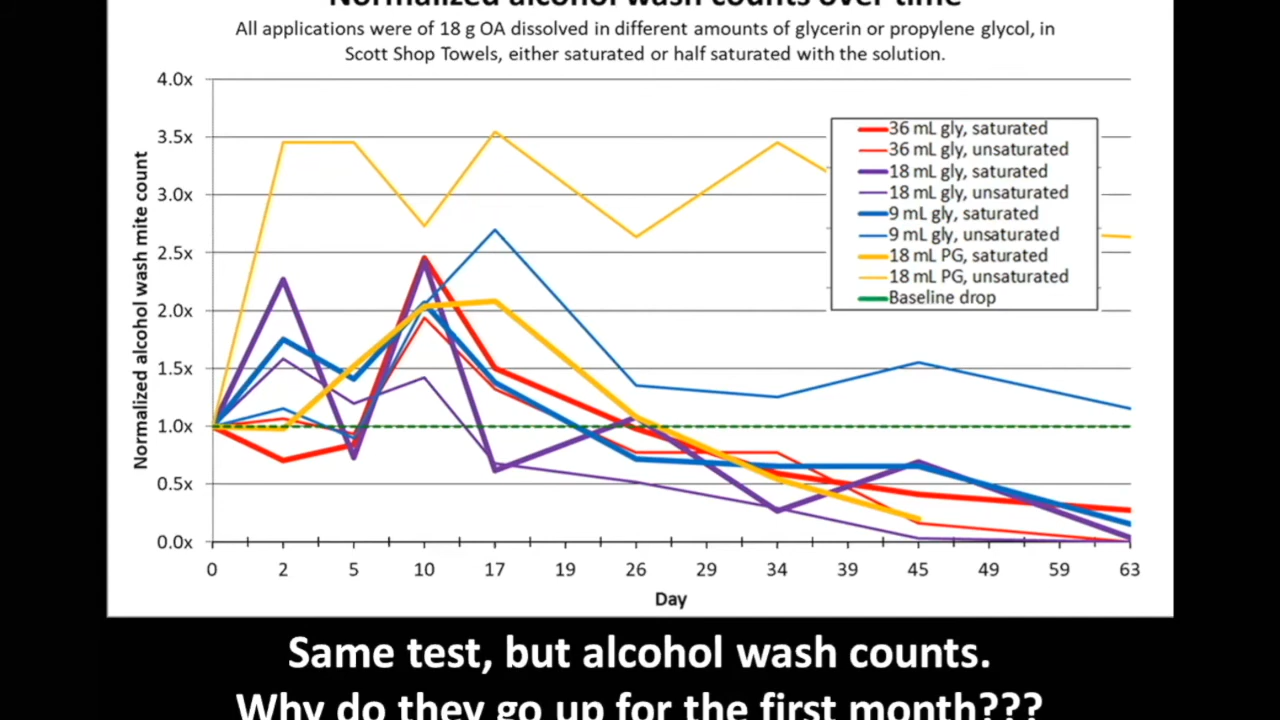 Normalized alcohol wash counts over time
All applications were of 18 g OA dissolved in different amounts of glycerin or propylene glycol, in
Scott Shop Towels, either saturated or half saturated with the solution.
4.0x
3.5x
3.0x
2.5x
2.0x
1.5x
1.0x
0.5x
0.0x
Normalized alcohol wash mite count
36 mL gly, saturated
36 mL gly, unsaturated
18 mL gly, saturated
18 mL gly, unsaturated
9 mL gly, saturated
9 mL gly, unsaturated
18 mL PG, saturated
18 mL PG, unsaturated
Baseline drop
0 2 5 10 17 19 26 29 34 39 45 49 59 63
Day
Same test, but alcohol wash counts.
Why do they go up for the first month???